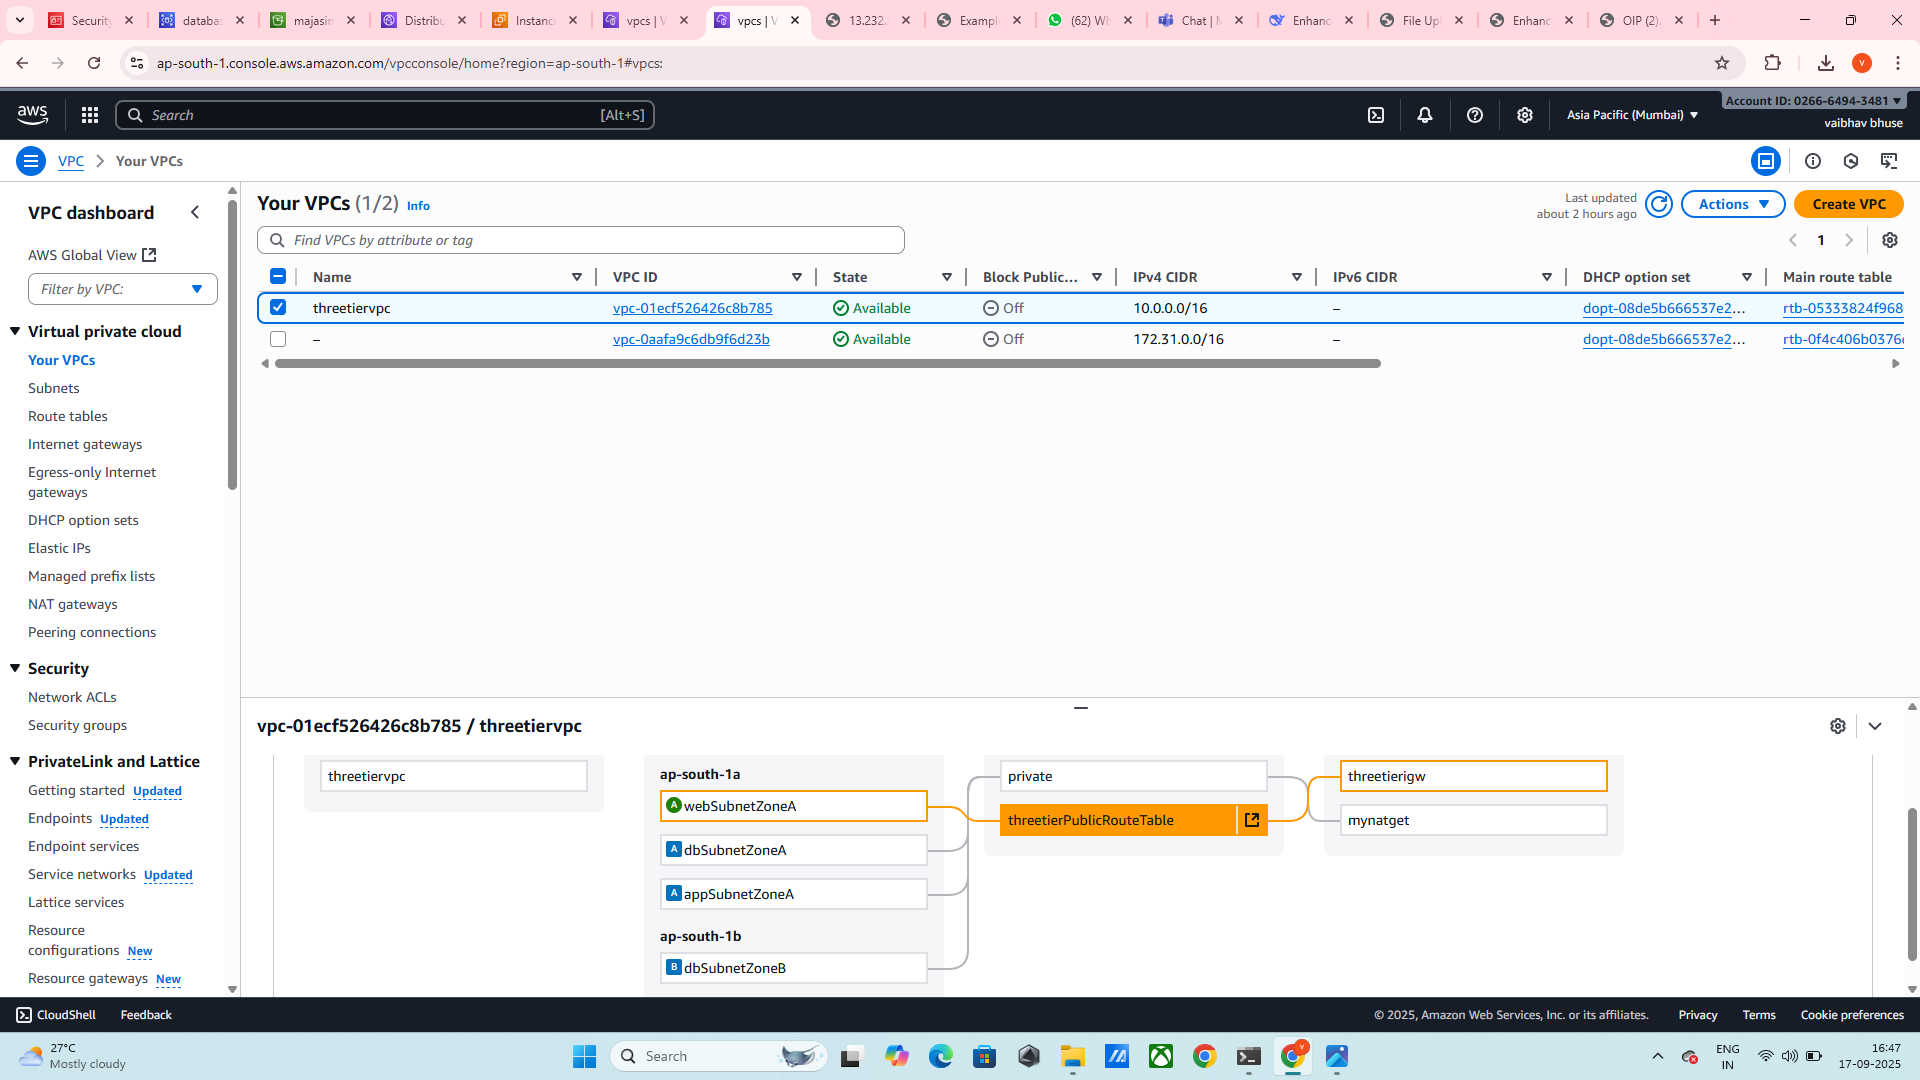 Security
databas
majasin
Distribu
Instanc
vpcs | V
vpcs | V
13.232.
Exampl
(62) Wh
Chat | M
Enhanc
File Upl
Enhanc
OIP (2)
ap-south-1.console.aws.amazon.com/vpcconsole/home?region=ap-south-1#vpcs:
V
aws
Search
[Alt+S]
Asia Pacific (Mumbai)
Account ID: 0266-6494-3481
vaibhav bhuse
VPC
Your VPCs
VPC dashboard
AWS Global View
Filter by VPC:
Virtual private cloud
Your VPCs
Subnets
Route tables
Internet gateways
Egress-only Internet
gateways
DHCP option sets
Elastic IPs
Managed prefix lists
NAT gateways
Peering connections
Security
Network ACLs
Security groups
PrivateLink and Lattice
Getting started Updated
Endpoints Updated
Endpoint services
Service networks Updated
Lattice services
Resource
configurations New
Resource gateways New
Your VPCs (1/2) Info
Last updated
about 2 hours ago
Actions
Create VPC
Find VPCs by attribute or tag
1
Name VPC ID State Block Public... IPv4 CIDR IPv6 CIDR DHCP option set Main route table
threetiervpc vpc-01ecf526426c8b785 Available Off 10.0.0.0/16 – dopt-08de5b666537e2... rtb-05333824f968
– vpc-0aafa9c6db9f6d23b Available Off 172.31.0.0/16 – dopt-08de5b666537e2... rtb-0f4c406b0376
vpc-01ecf526426c8b785 / threetiervpc
threetiervpc
ap-south-1a
A webSubnetZoneA
A dbSubnetZoneA
A appSubnetZoneA
ap-south-1b
B dbSubnetZoneB
private
threetierPublicRouteTable
threetierigw
mynatget
CloudShell
Feedback
© 2025, Amazon Web Services, Inc. or its affiliates.
Privacy
Terms
Cookie preferences
27°C
Mostly cloudy
Search
ENG
IN
16:47
17-09-2025